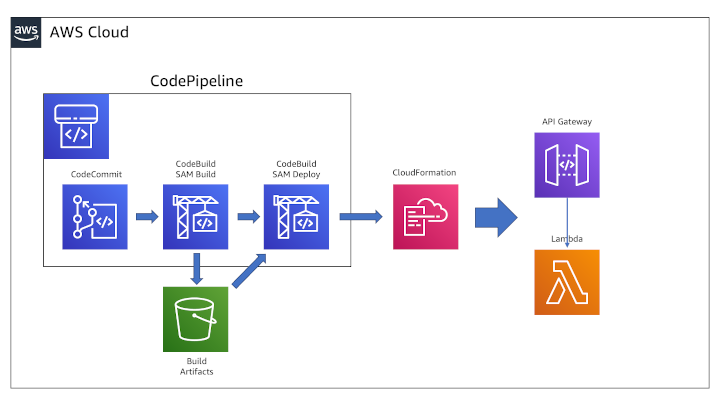 aws
AWS Cloud
CodePipeline
CodeCommit
CodeBuild
SAM Build
CodeBuild
SAM Deploy
CloudFormation
API Gateway
Lambda
Build
Artifacts